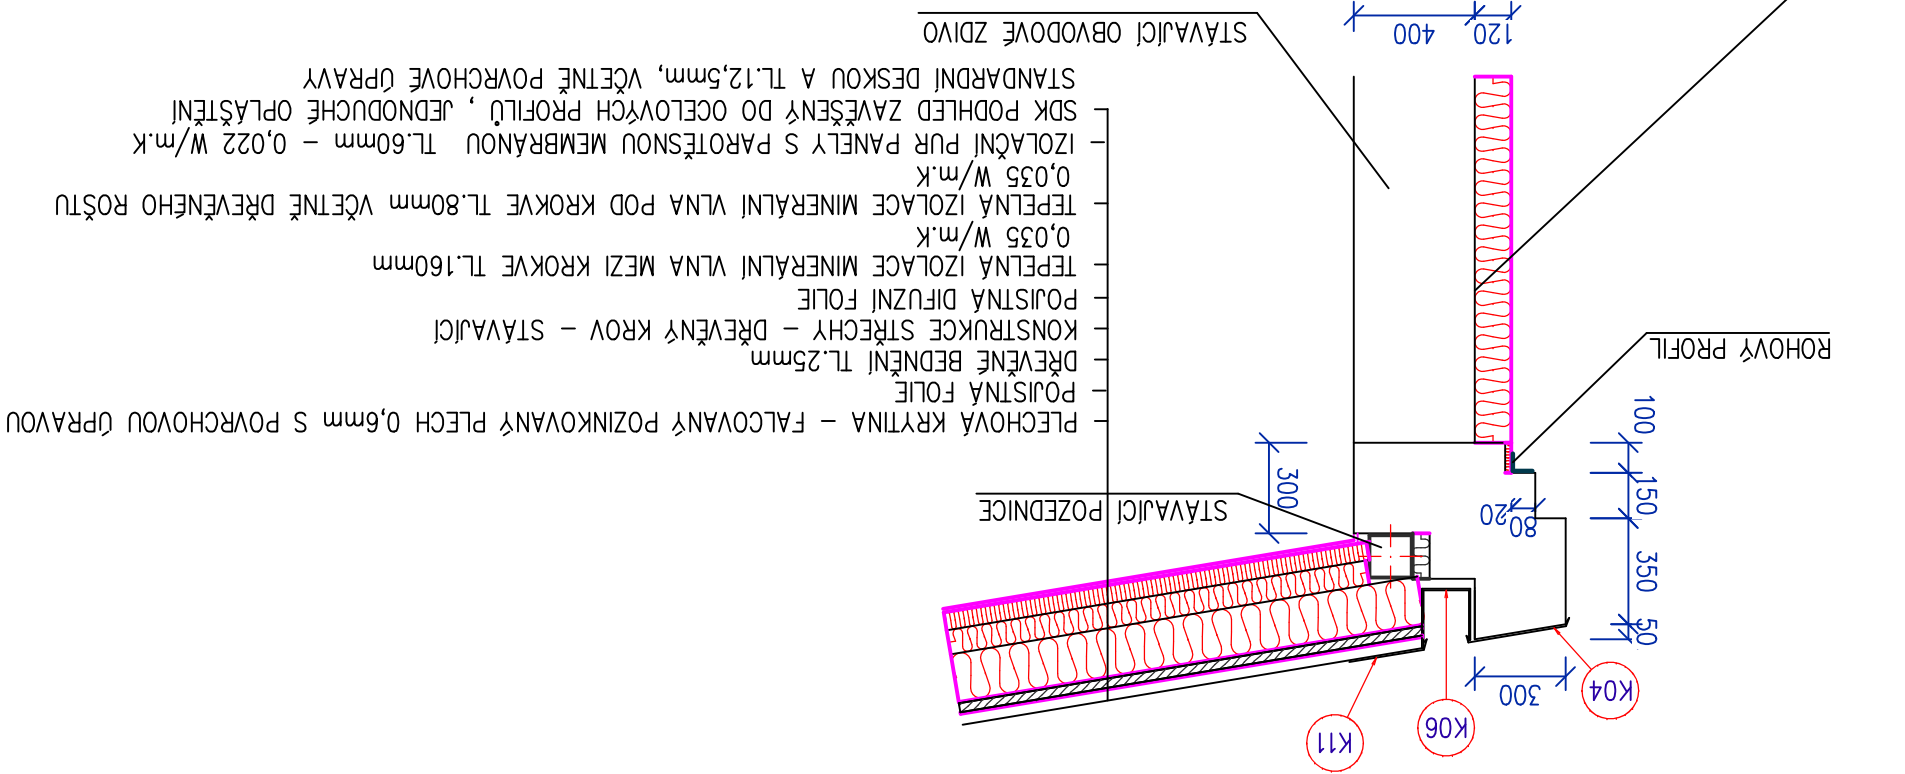 K04
300
K06
K11
50
350
150
100
80
20
STÁVAJÍCÍ POZEDNICE
300
ROHOVÝ PROFIL
PLECHOVÁ KRYTINA – FALCOVANÝ POZINKOVANÝ PLECH 0,6mm S POVRCHOVOU ÚPRAVOU
POJISTNÁ FOLIE
DŘEVĚNÉ BEDNĚNÍ TL.25mm
KONSTRUKCE STŘECHY – DŘEVĚNÝ KROV – STÁVAJÍCÍ
POJISTNÁ DIFUZNÍ FOLIE
TEPELNÁ IZOLACE MINERÁLNÍ VLNA MEZI KROKVE TL.160mm
0,035 W/m.K
TEPELNÁ IZOLACE MINERÁLNÍ VLNA POD KROKVE TL.80mm VČETNĚ DŘEVĚNÉHO ROŠTU
0,035 W/m.K
IZOLAČNÍ PUR PANELY S PAROTĚSNOU MEMBRÁNOU TL.60mm – 0,022 W/m.K
SDK PODHLED ZAVĚŠENÝ DO OCELOVÝCH PROFILŮ , JEDNODUCHÉ OPLÁŠTĚNÍ
STANDARDNÍ DESKOU A TL.12,5mm, VČETNĚ POVRCHOVÉ ÚPRAVY
STÁVAJÍCÍ OBVODOVÉ ZDIVO
120
400